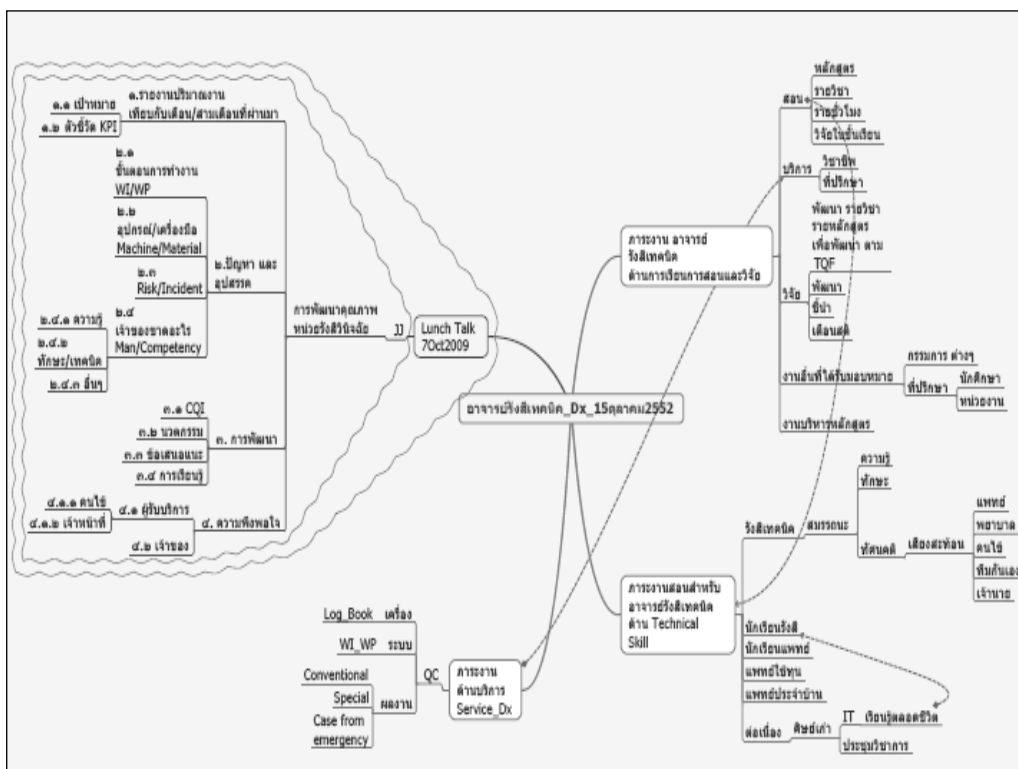 อาจารย์รังสีเทคนิค_Dx_15ตุลาคม2552
Lunch Talk
7Oct2009
JJ
การพัฒนาคุณภาพ
หน่วยรังสีวินิจฉัย
๑.รายงานปริมาณงาน
เทียบกับเดือน/สามเดือนที่ผ่านมา
๑.๑ เป้าหมาย
๑.๒ ตัวชี้วัด KPI
๒.ปัญหา และ
อุปสรรค
๒.๑
ขั้นตอนการทำงาน
WI/WP
๒.๒
อุปกรณ์/เครื่องมือ
Machine/Material
๒.๓
Risk/Incident
๒.๔
เจ้าของขาดอะไร
Man/Competency
๒.๔.๑ ความรู้
๒.๔.๒
ทักษะ/เทคนิค
๒.๔.๓ อื่นๆ
๓. การพัฒนา
๓.๑ CQI
๓.๒ นวตกรรม
๓.๓ ข้อเสนอแนะ
๓.๔ การเรียนรู้
๔. ความพึงพอใจ
๔.๑ ผู้รับบริการ
๔.๑.๑ คนไข้
๔.๑.๒ เจ้าหน้าที่
๔.๒ เจ้าของ
ภาระงาน อาจารย์
รังสีเทคนิค
ด้านการเรียนการสอนและวิจัย
สอน
หลักสูตร
รายวิชา
รายชั่วโมง
วิจัยในชั้นเรียน
บริการ
วิชาชีพ
ที่ปรึกษา
วิจัย
พัฒนา รายวิชา
รายหลักสูตร
เพื่อพัฒนา ตาม
TQF
พัฒนา
ชี้นำ
เตือนสติ
งานอื่นที่ได้รับมอบหมาย
กรรมการ ต่างๆ
ที่ปรึกษา
นักศึกษา
หน่วยงาน
งานบริหารหลักสูตร
ภาระงานสอนสำหรับ
อาจารย์รังสีเทคนิค
ด้าน Technical
Skill
รังสีเทคนิค
สมรรถนะ
ความรู้
ทักษะ
ทัศนคติ
เสียงสะท้อน
แพทย์
พยาบาล
คนไข้
ทีมกันเอง
เจ้านาย
นักเรียนรังสี
นักเรียนแพทย์
แพทย์ใช้ทุน
แพทย์ประจำบ้าน
ต่อเนื่อง
ศิษย์เก่า
IT
เรียนรู้ตลอดชีวิต
ประชุมวิชาการ
ภาระงาน
ด้านบริการ
Service_Dx
QC
เครื่อง
Log_Book
ระบบ
WI_WP
ผลงาน
Conventional
Special
Case from
emergency